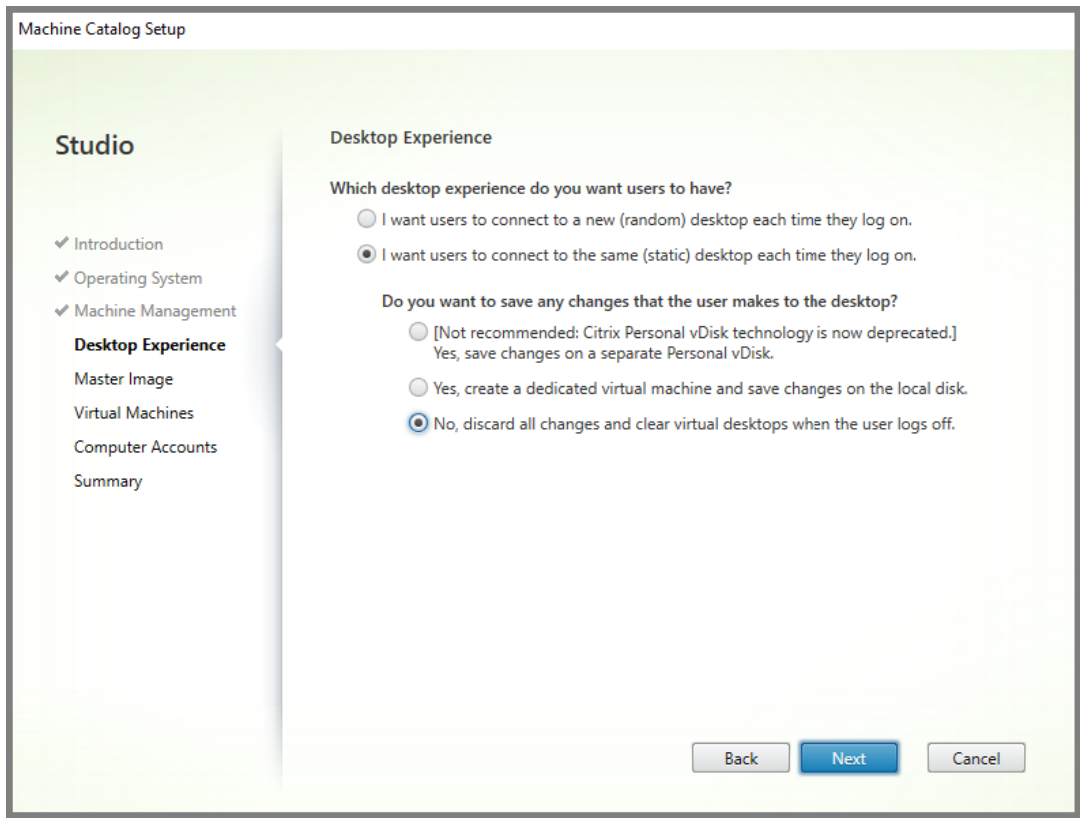 Machine Catalog Setup
Studio
Introduction
Operating System
Machine Management
Desktop Experience
Master Image
Virtual Machines
Computer Accounts
Summary
Desktop Experience
Which desktop experience do you want users to have?
I want users to connect to a new (random) desktop each time they log on.
I want users to connect to the same (static) desktop each time they log on.
Do you want to save any changes that the user makes to the desktop?
[Not recommended: Citrix Personal vDisk technology is now deprecated.]
Yes, save changes on a separate Personal vDisk.
Yes, create a dedicated virtual machine and save changes on the local disk.
No, discard all changes and clear virtual desktops when the user logs off.
Back
Next
Cancel